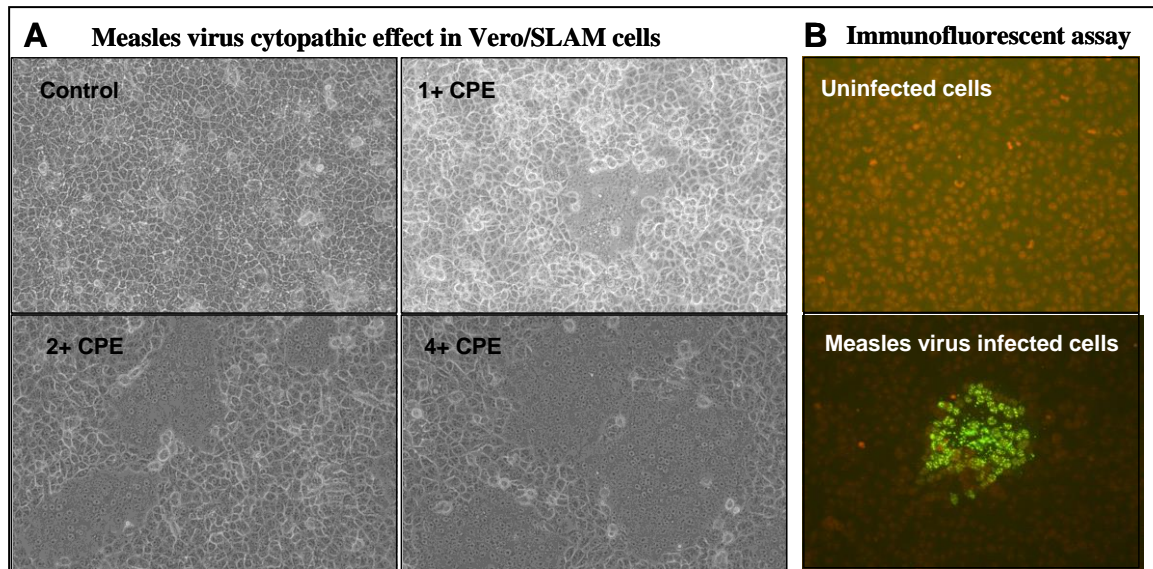 A Measles virus cytopathic effect in Vero/SLAM cells
Control
1+ CPE
2+ CPE
4+ CPE
B Immunofluorescent assay
Uninfected cells
Measles virus infected cells